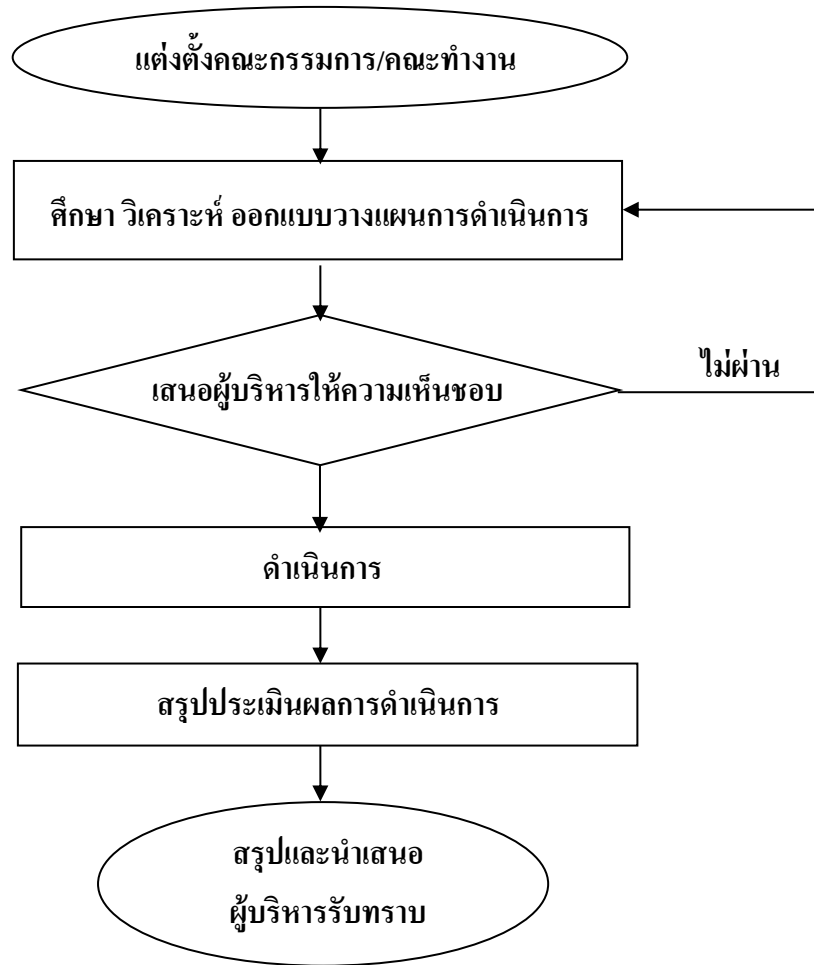 แต่งตั้งคณะกรรมการ/คณะทำงาน
ศึกษา วิเคราะห์ ออกแบบวางแผนการดำเนินการ
ไม่ผ่าน
เสนอผู้บริหารให้ความเห็นชอบ
ดำเนินการ
สรุปประเมินผลการดำเนินการ
สรุปและนำเสนอ
ผู้บริหารรับทราบ